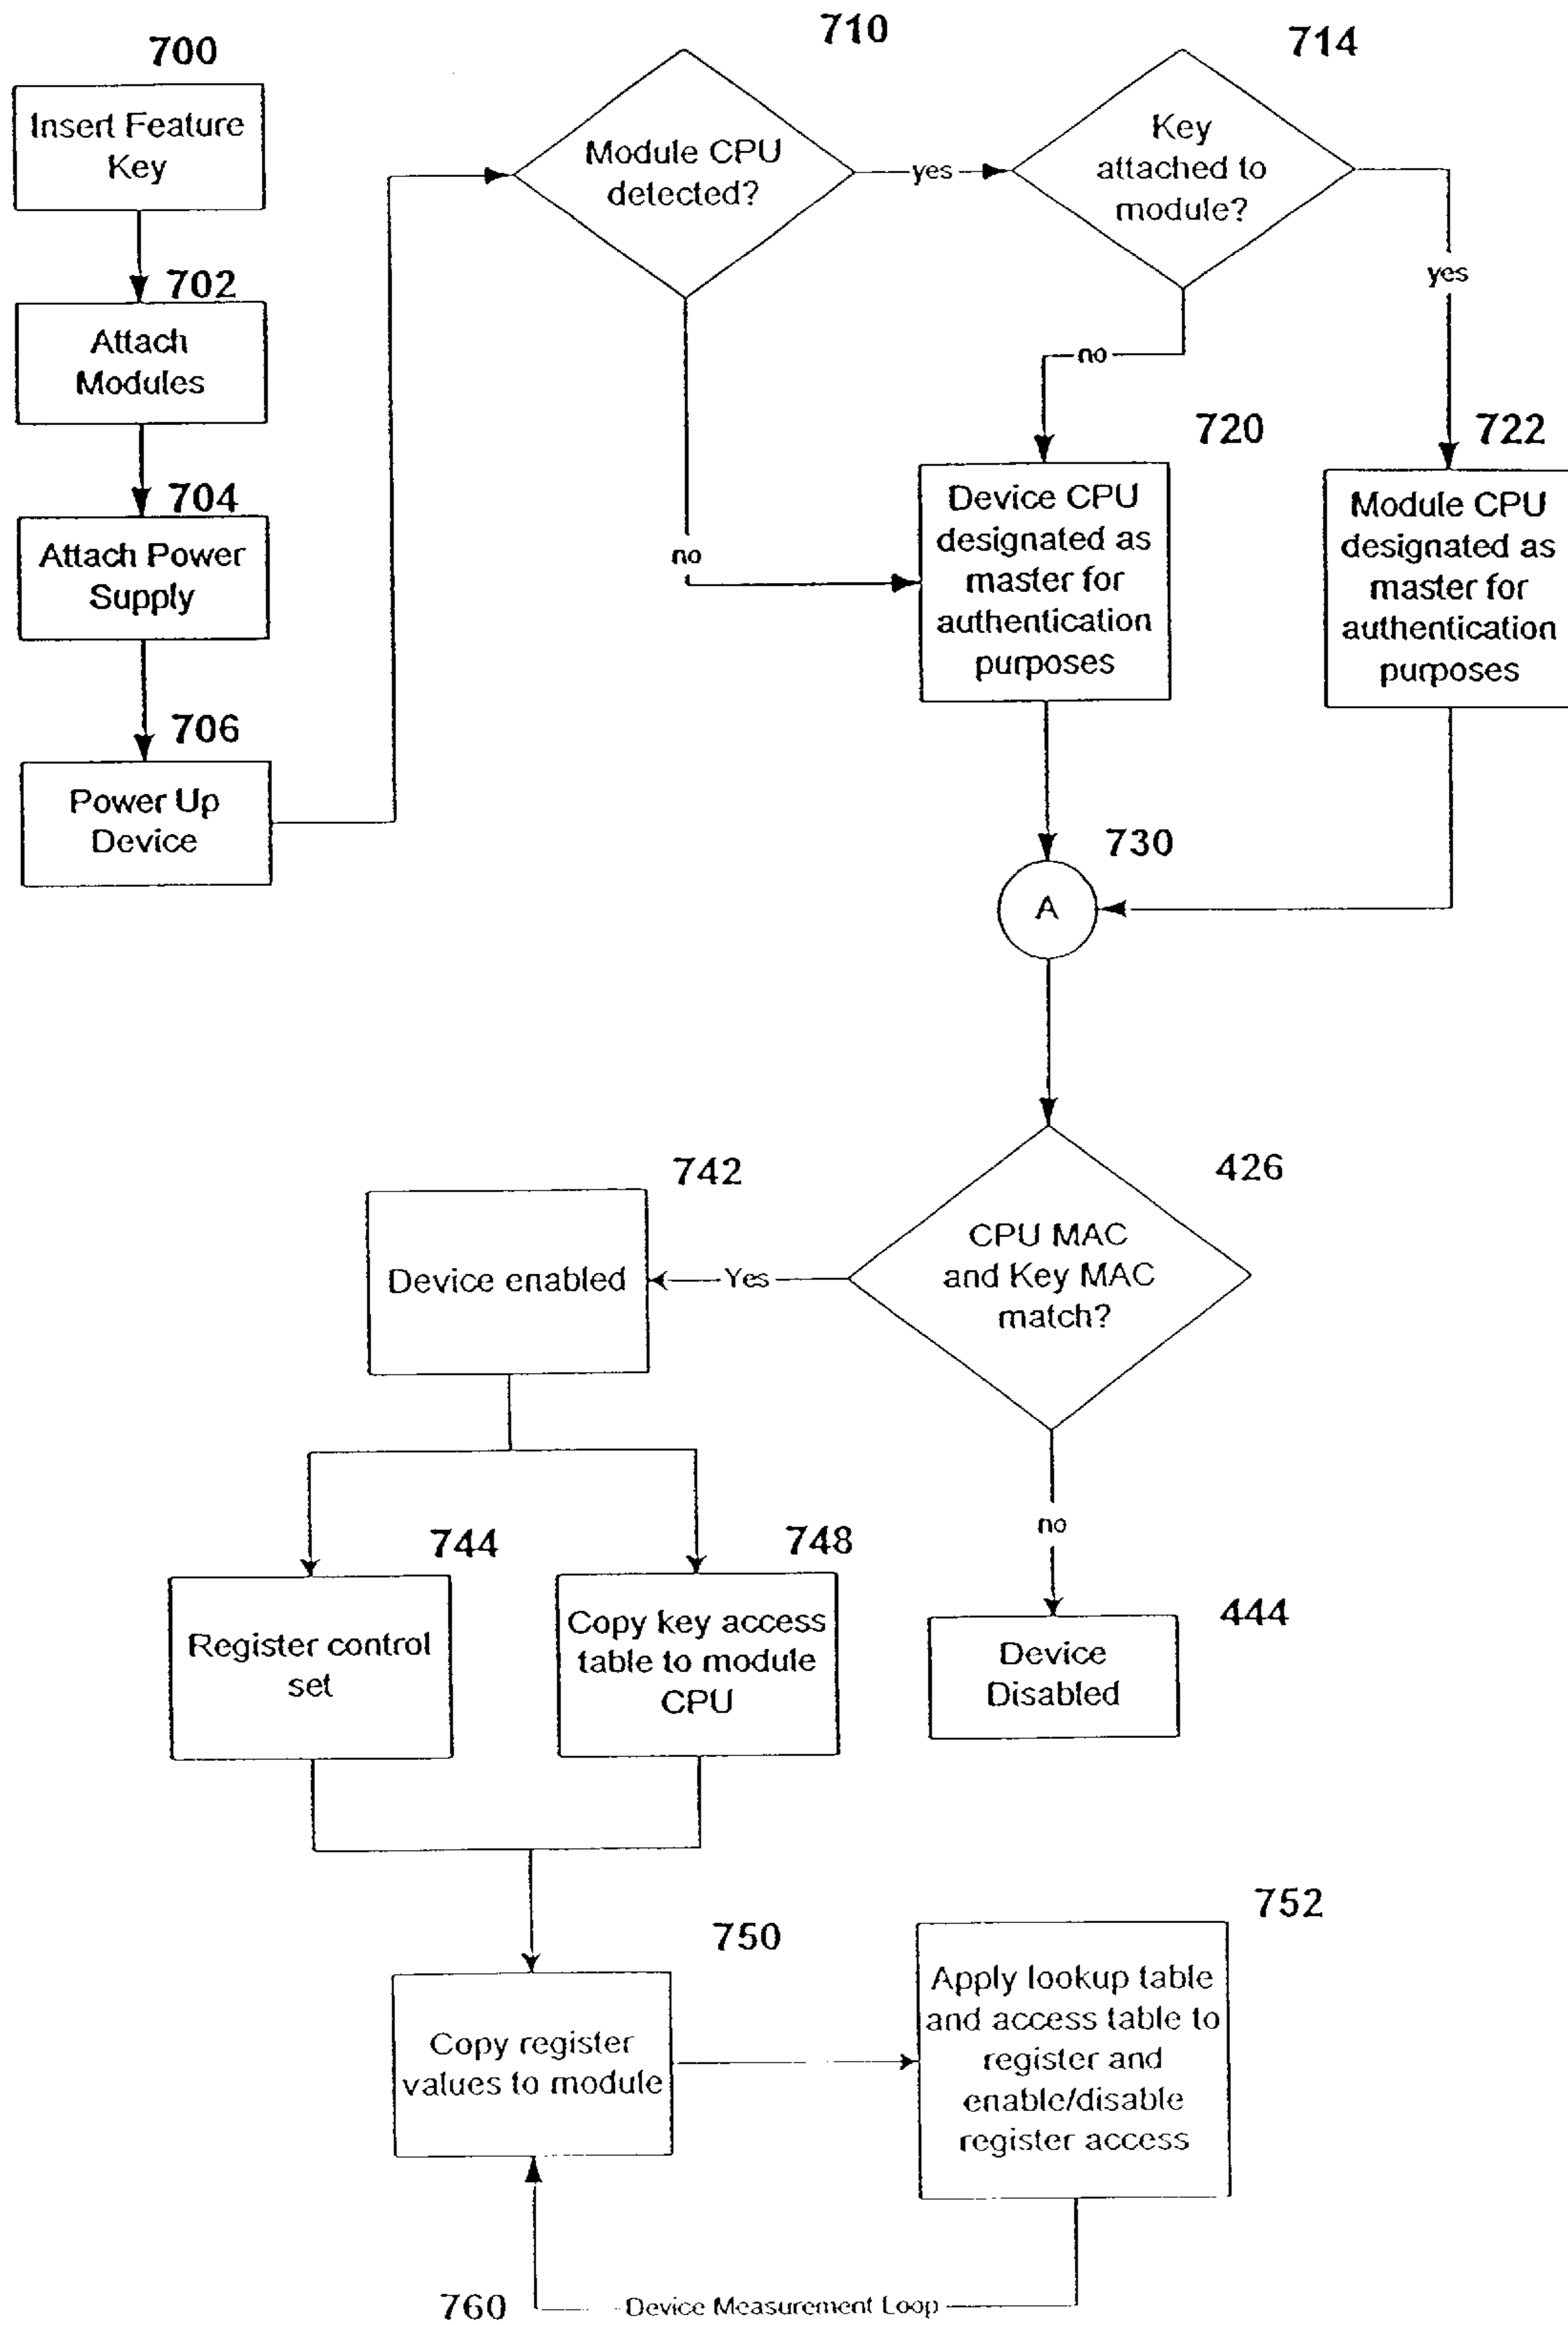 700
Insert Feature
Key
702
Attach
Modules
704
Attach Power
Supply
706
Power Up
Device
710
Module CPU
detected?
yes
no
714
Key
attached to
module?
yes
no
720
Device CPU
designated as
master for
authentication
purposes
722
Module CPU
designated as
master for
authentication
purposes
730
A
426
CPU MAC
and Key MAC
match?
Yes
no
742
Device enabled
444
Device
Disabled
744
Register control
set
748
Copy key access
table to module
CPU
750
Copy register
values to module
752
Apply lookup table
and access table to
register and
enable/disable
register access
760
Device Measurement Loop